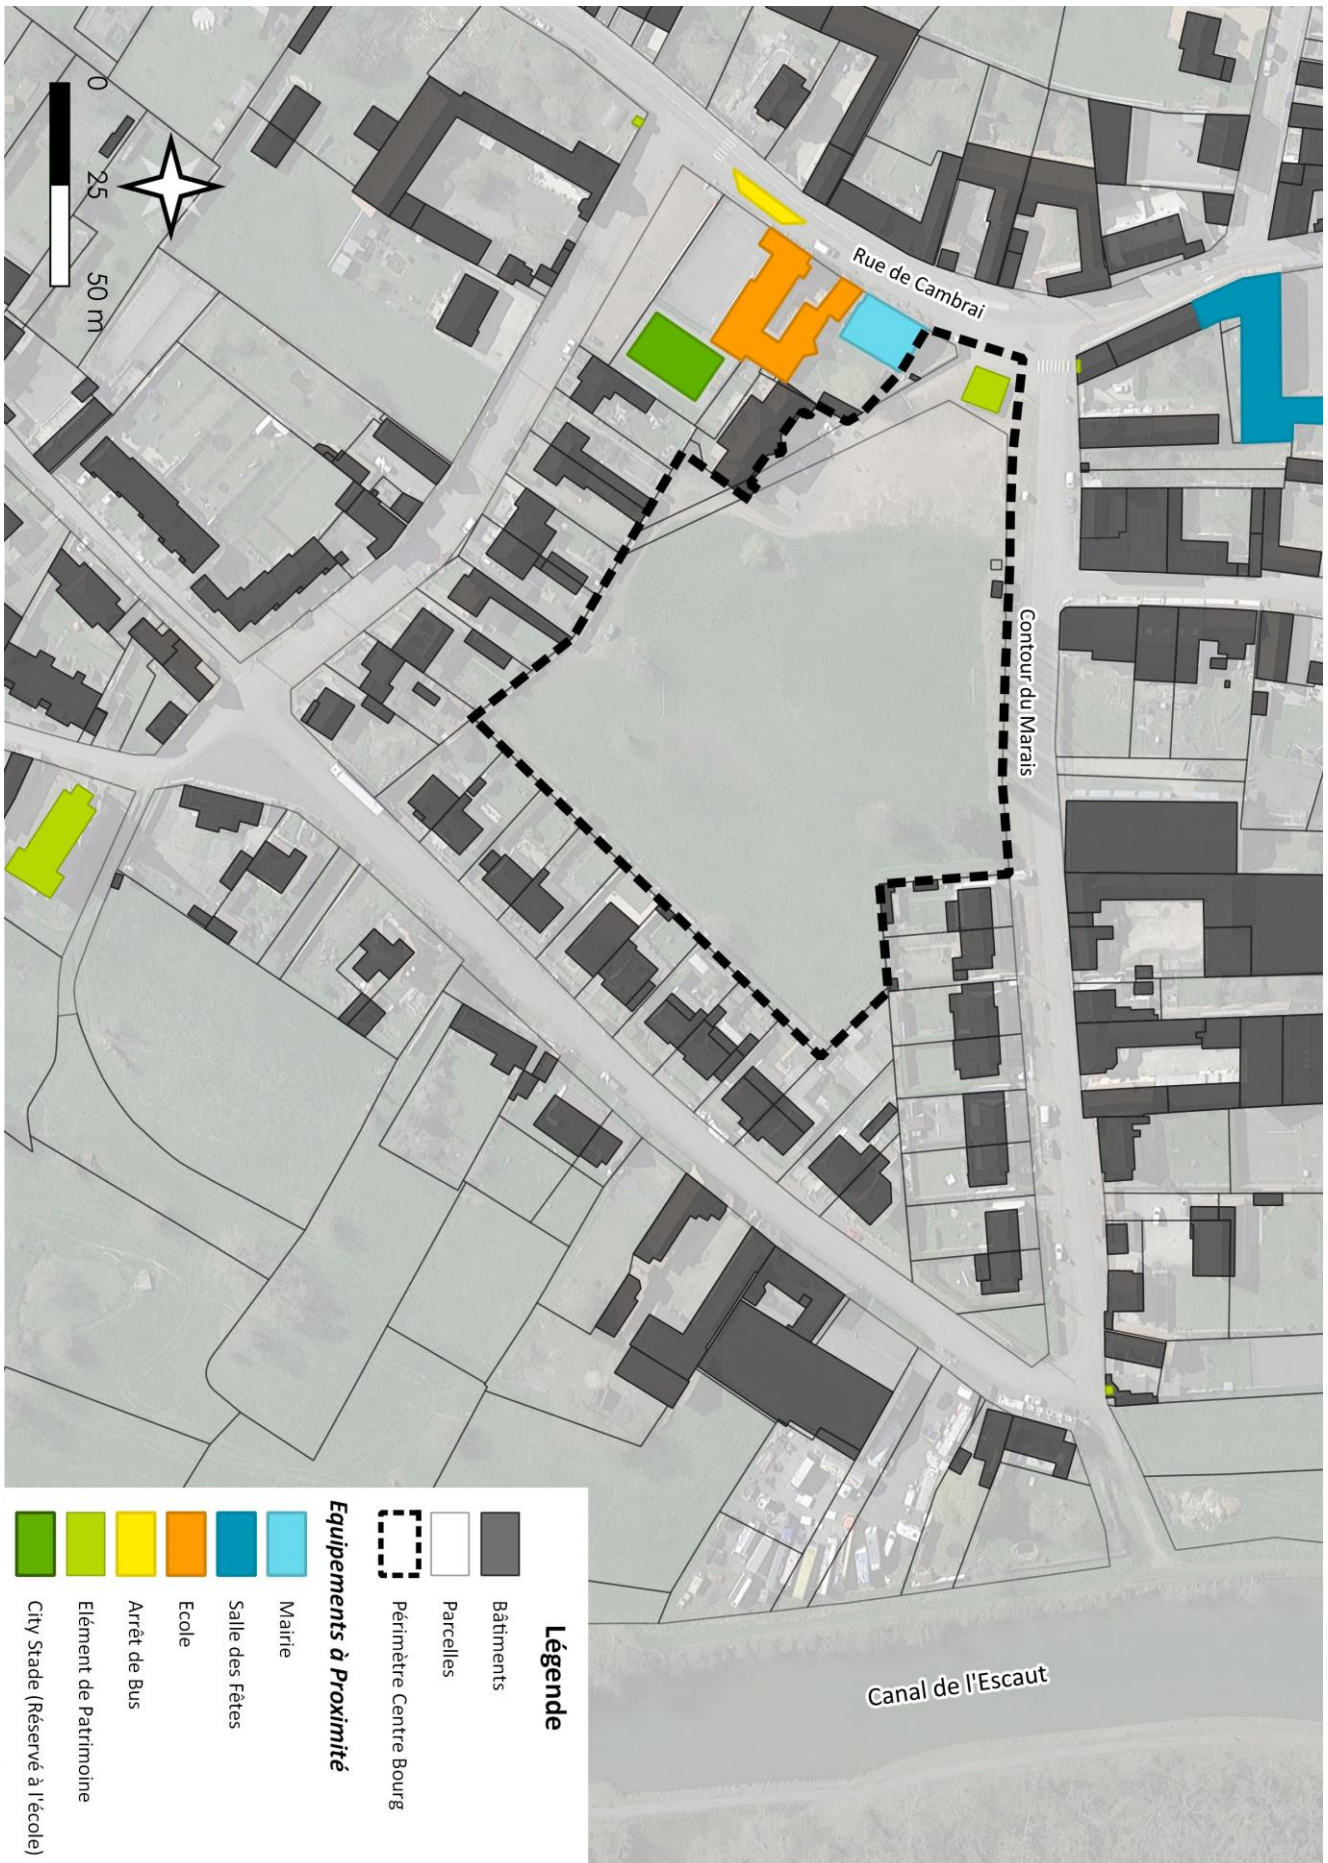 Rue de Cambrai
Contour du Marais
Canal de l'Escaut
0 25 50 m
Légende
Bâtiments
Parcelles
Périmètre Centre Bourg
Equipements à Proximité
Mairie
Salle des Fêtes
Ecole
Arrêt de Bus
Elément de Patrimoine
City Stade (Réservé à l'école)